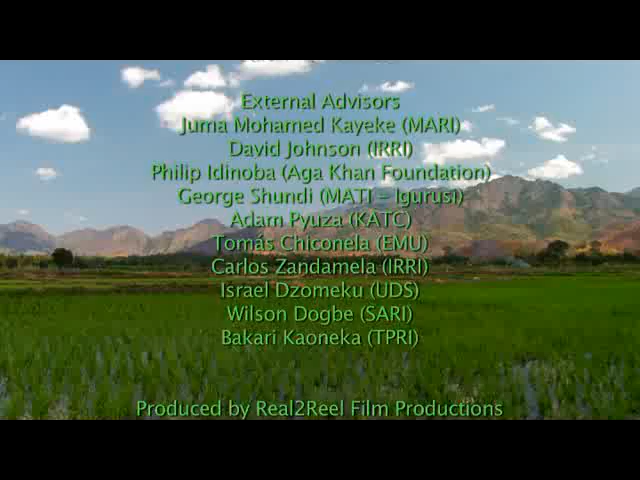 External Advisors
Juma Mohamed Kayeke (MARI)
David Johnson (IRRI)
Philip Idinoba (Aga Khan Foundation)
George Shundi (MATI – Igurusi)
Adam Pyuza (KATC)
Tomás Chiconela (EMU)
Carlos Zandamela (IRRI)
Israel Dzomeku (UDS)
Wilson Dogbe (SARI)
Bakari Kaoneka (TPRI)
Produced by Real2Reel Film Productions